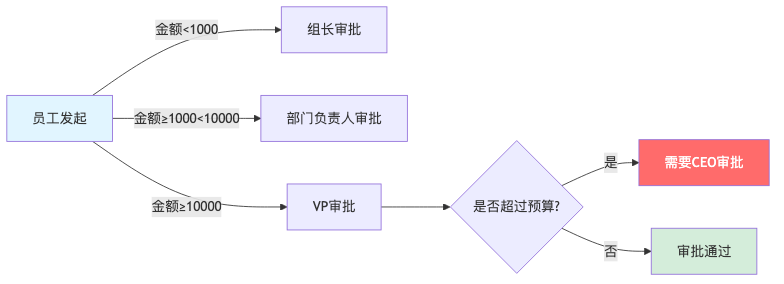 金额<1000
组长审批
员工发起
金额≥1000<10000
部门负责人审批
金额≥10000
VP审批
是否超过预算?
是
需要CEO审批
否
审批通过